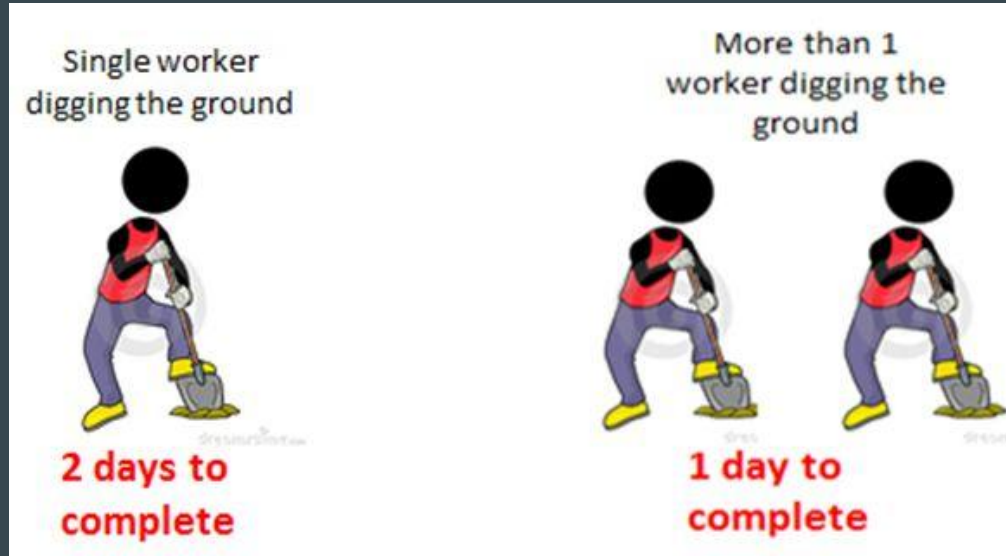 Single worker
digging the ground
More than 1
worker digging the
ground
2 days to
complete
1 day to
complete